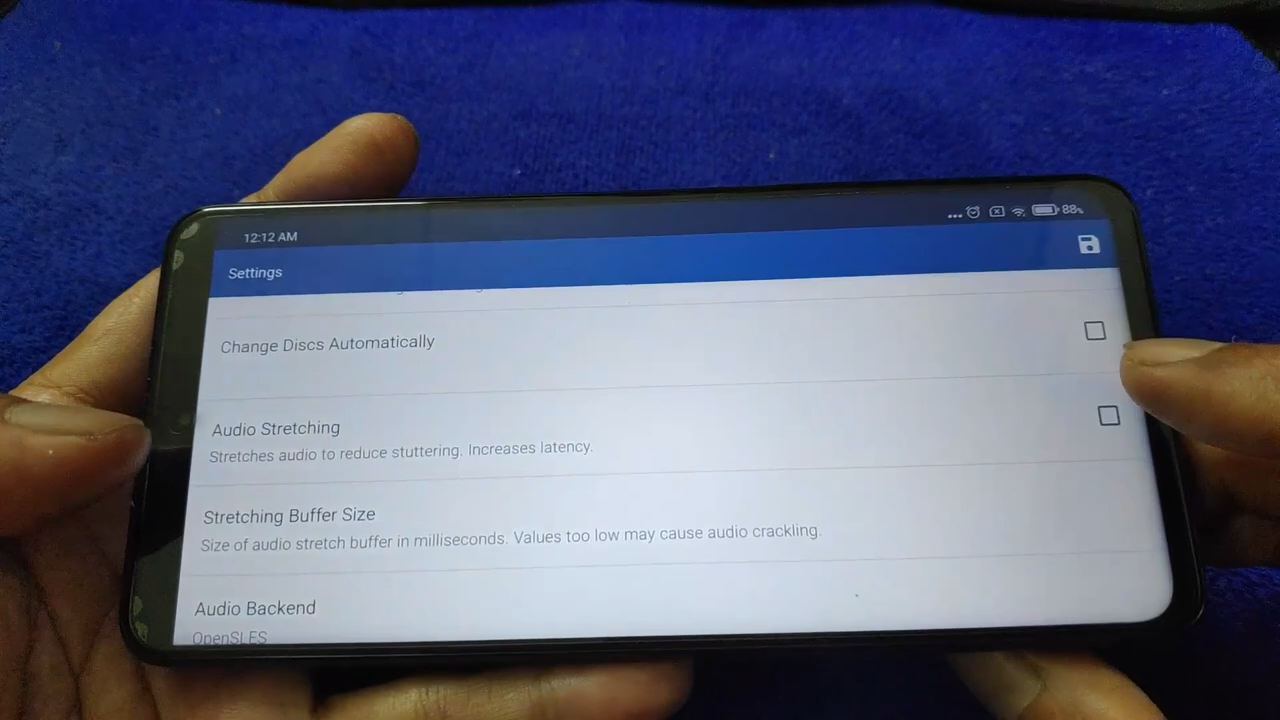 12:12 AM
88%
Settings
Change Discs Automatically
Audio Stretching
Stretches audio to reduce stuttering. Increases latency.
Stretching Buffer Size
Size of audio stretch buffer in milliseconds. Values too low may cause audio crackling.
Audio Backend
OpenSLES